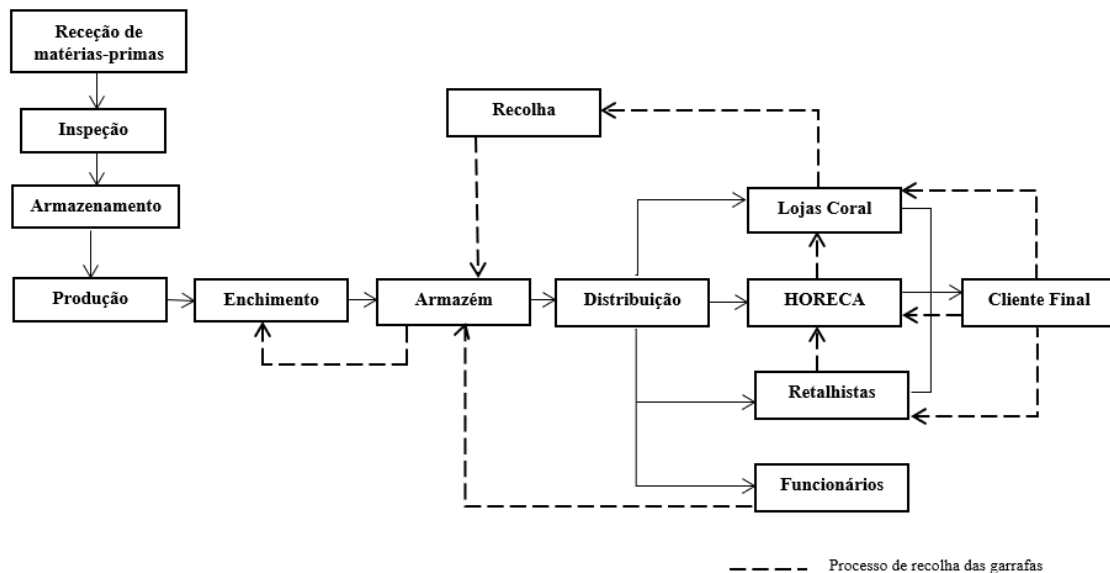 Receção de
matérias-primas
Recolha
Inspeção
Armazenamento
Lojas Coral
Produção
Enchimento
Armazém
Distribuição
HORECA
Cliente Final
Retalhistas
Funcionários
Processo de recolha das garrafas